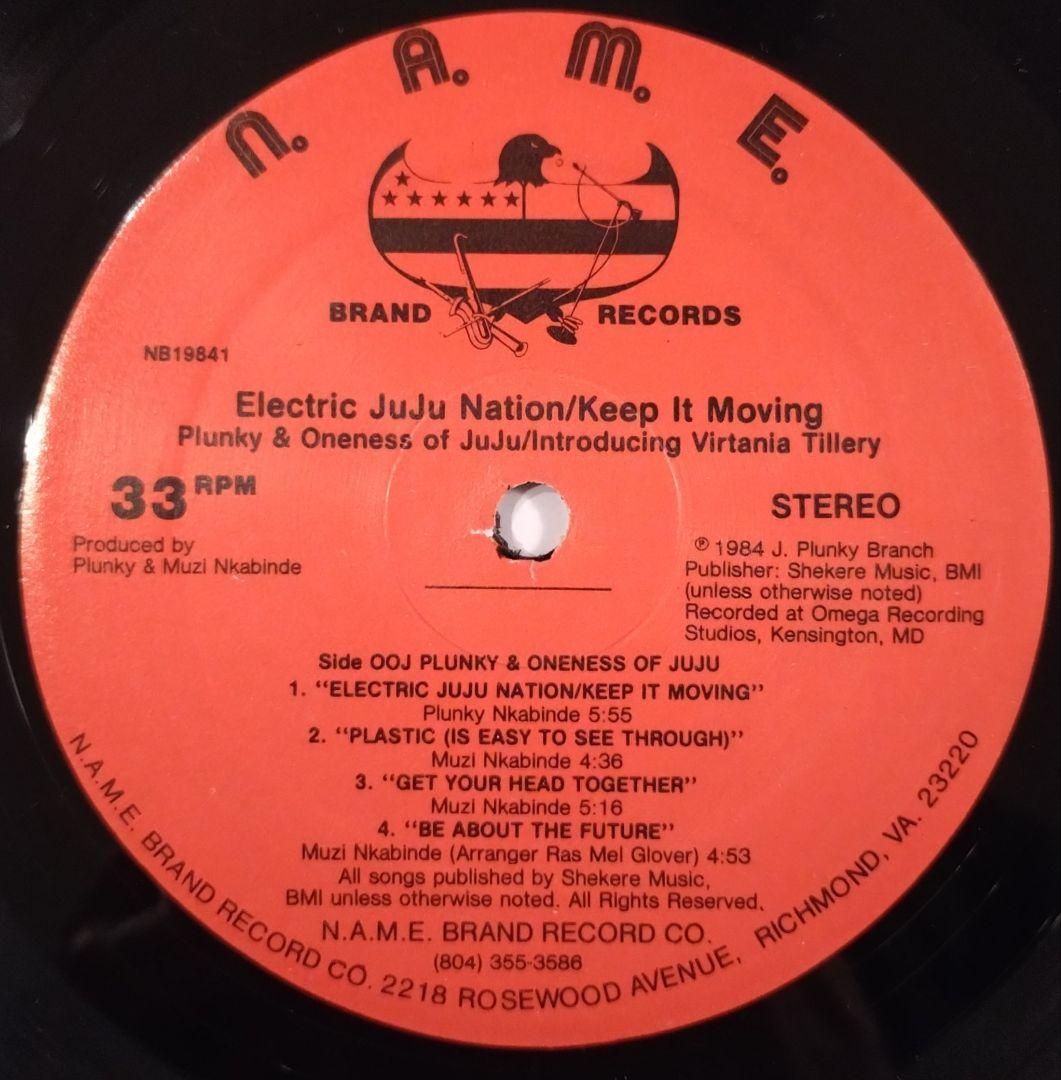 N. A. M. E.
BRAND RECORDS
NB19841
Electric JuJu Nation/Keep It Moving
Plunky & Oneness of JuJu/Introducing Virtania Tillery
33 RPM
STEREO
Produced by
Plunky & Muzi Nkabinde
℗ 1984 J. Plunky Branch
Publisher: Shekere Music, BMI
(unless otherwise noted)
Recorded at Omega Recording
Studios, Kensington, MD
Side OOJ PLUNKY & ONENESS OF JUJU
1. “ELECTRIC JUJU NATION/KEEP IT MOVING”
Plunky Nkabinde 5:55
2. “PLASTIC (IS EASY TO SEE THROUGH)”
Muzi Nkabinde 4:36
3. “GET YOUR HEAD TOGETHER”
Muzi Nkabinde 5:16
4. “BE ABOUT THE FUTURE”
Muzi Nkabinde (Arranger Ras Mel Glover) 4:53
All songs published by Shekere Music,
BMI unless otherwise noted. All Rights Reserved.
N.A.M.E. BRAND RECORD CO.
(804) 355-3586
N.A.M.E. BRAND RECORD CO. 2218 ROSEWOOD AVENUE, RICHMOND, VA. 23220